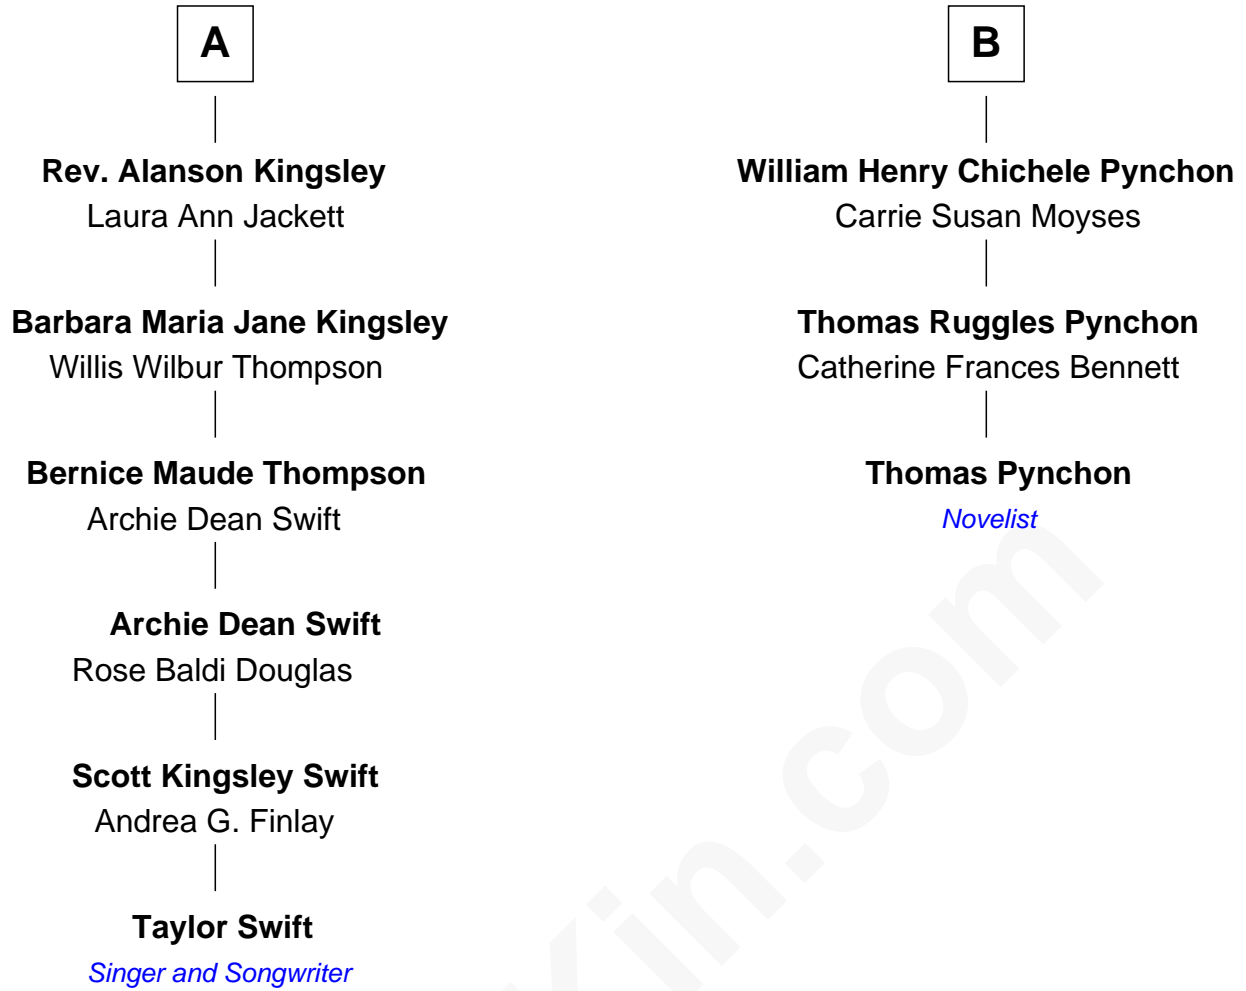 A
Rev. Alanson Kingsley
Laura Ann Jackett
Barbara Maria Jane Kingsley
Willis Wilbur Thompson
Bernice Maude Thompson
Archie Dean Swift
Archie Dean Swift
Rose Baldi Douglas
Scott Kingsley Swift
Andrea G. Finlay
Taylor Swift
Singer and Songwriter
B
William Henry Chichele Pynchon
Carrie Susan Moyses
Thomas Ruggles Pynchon
Catherine Frances Bennett
Thomas Pynchon
Novelist
kin.com